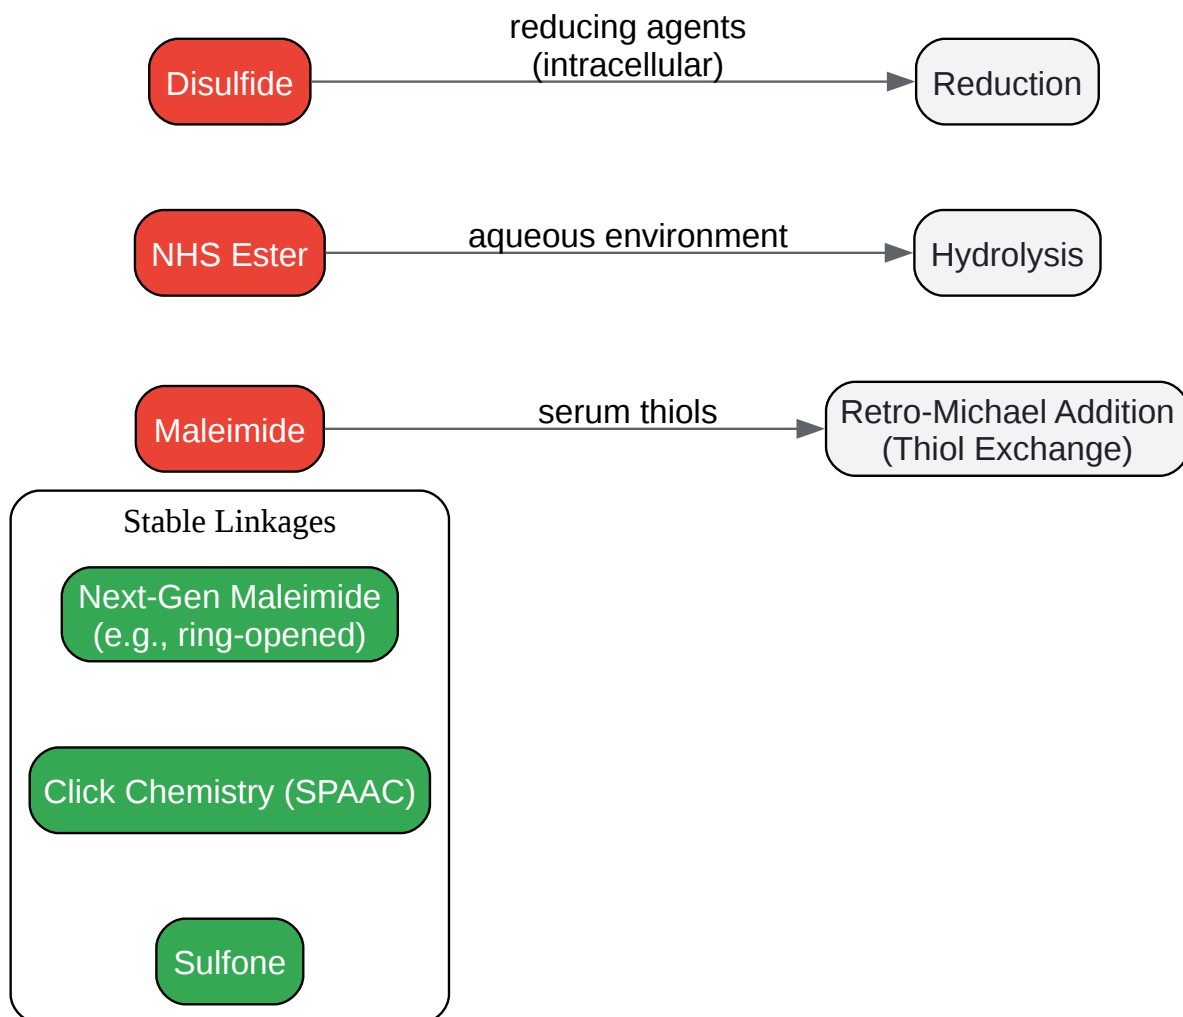 reducing agents
(intracellular)
Disulfide
Reduction
NHS Ester
aqueous environment
Hydrolysis
Maleimide
serum thiols
Retro-Michael Addition
(Thiol Exchange)
Stable Linkages
Next-Gen Maleimide
(e.g., ring-opened)
Click Chemistry (SPAAC)
Sulfone